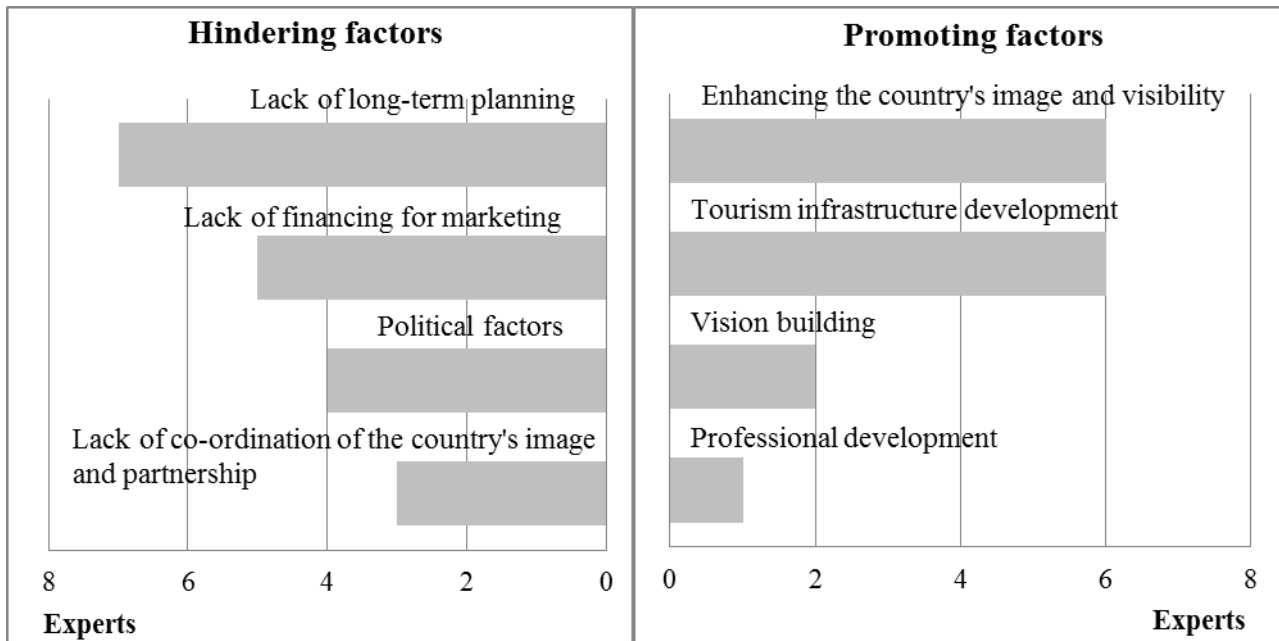 Hindering factors
Lack of long-term planning
Lack of financing for marketing
Political factors
Lack of co-ordination of the country's image
and partnership
8 6 4 2 0
Experts
Promoting factors
Enhancing the country's image and visibility
Tourism infrastructure development
Vision building
Professional development
0 2 4 6 8
Experts